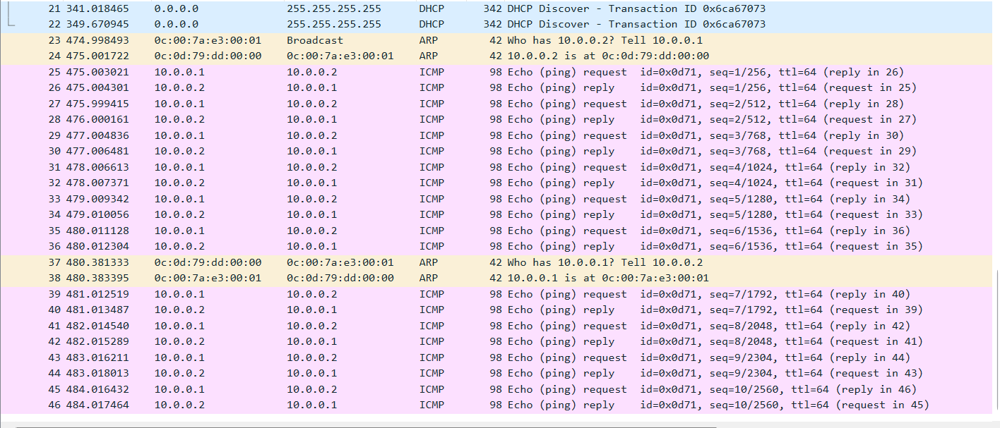 21 341.018465 0.0.0.0 255.255.255.255 DHCP 342 DHCP Discover - Transaction ID 0x6ca67073
22 349.670945 0.0.0.0 255.255.255.255 DHCP 342 DHCP Discover - Transaction ID 0x6ca67073
23 474.998493 0c:00:7a:e3:00:01 Broadcast ARP 42 Who has 10.0.0.2? Tell 10.0.0.1
24 475.001722 0c:0d:79:dd:00:00 0c:00:7a:e3:00:01 ARP 42 10.0.0.2 is at 0c:0d:79:dd:00:00
25 475.003021 10.0.0.1 10.0.0.2 ICMP 98 Echo (ping) request id=0x0d71, seq=1/256, ttl=64 (reply in 26)
26 475.004301 10.0.0.2 10.0.0.1 ICMP 98 Echo (ping) reply id=0x0d71, seq=1/256, ttl=64 (request in 25)
27 475.999415 10.0.0.1 10.0.0.2 ICMP 98 Echo (ping) request id=0x0d71, seq=2/512, ttl=64 (reply in 28)
28 476.000161 10.0.0.2 10.0.0.1 ICMP 98 Echo (ping) reply id=0x0d71, seq=2/512, ttl=64 (request in 27)
29 477.004836 10.0.0.1 10.0.0.2 ICMP 98 Echo (ping) request id=0x0d71, seq=3/768, ttl=64 (reply in 30)
30 477.006481 10.0.0.2 10.0.0.1 ICMP 98 Echo (ping) reply id=0x0d71, seq=3/768, ttl=64 (request in 29)
31 478.006613 10.0.0.1 10.0.0.2 ICMP 98 Echo (ping) request id=0x0d71, seq=4/1024, ttl=64 (reply in 32)
32 478.007371 10.0.0.2 10.0.0.1 ICMP 98 Echo (ping) reply id=0x0d71, seq=4/1024, ttl=64 (request in 31)
33 479.009342 10.0.0.1 10.0.0.2 ICMP 98 Echo (ping) request id=0x0d71, seq=5/1280, ttl=64 (reply in 34)
34 479.010056 10.0.0.2 10.0.0.1 ICMP 98 Echo (ping) reply id=0x0d71, seq=5/1280, ttl=64 (request in 33)
35 480.011128 10.0.0.1 10.0.0.2 ICMP 98 Echo (ping) request id=0x0d71, seq=6/1536, ttl=64 (reply in 36)
36 480.012304 10.0.0.2 10.0.0.1 ICMP 98 Echo (ping) reply id=0x0d71, seq=6/1536, ttl=64 (request in 35)
37 480.381333 0c:0d:79:dd:00:00 0c:00:7a:e3:00:01 ARP 42 Who has 10.0.0.1? Tell 10.0.0.2
38 480.383395 0c:00:7a:e3:00:01 0c:0d:79:dd:00:00 ARP 42 10.0.0.1 is at 0c:00:7a:e3:00:01
39 481.012519 10.0.0.1 10.0.0.2 ICMP 98 Echo (ping) request id=0x0d71, seq=7/1792, ttl=64 (reply in 40)
40 481.013487 10.0.0.2 10.0.0.1 ICMP 98 Echo (ping) reply id=0x0d71, seq=7/1792, ttl=64 (request in 39)
41 482.014540 10.0.0.1 10.0.0.2 ICMP 98 Echo (ping) request id=0x0d71, seq=8/2048, ttl=64 (reply in 42)
42 482.015289 10.0.0.2 10.0.0.1 ICMP 98 Echo (ping) reply id=0x0d71, seq=8/2048, ttl=64 (request in 41)
43 483.016211 10.0.0.1 10.0.0.2 ICMP 98 Echo (ping) request id=0x0d71, seq=9/2304, ttl=64 (reply in 44)
44 483.018013 10.0.0.2 10.0.0.1 ICMP 98 Echo (ping) reply id=0x0d71, seq=9/2304, ttl=64 (request in 43)
45 484.016432 10.0.0.1 10.0.0.2 ICMP 98 Echo (ping) request id=0x0d71, seq=10/2560, ttl=64 (reply in 46)
46 484.017464 10.0.0.2 10.0.0.1 ICMP 98 Echo (ping) reply id=0x0d71, seq=10/2560, ttl=64 (request in 45)